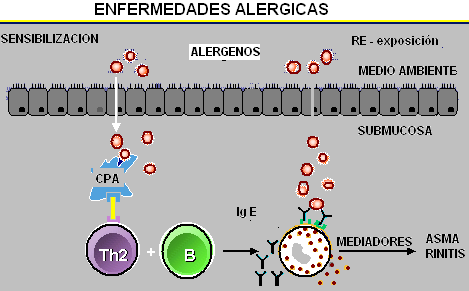 ENFERMEDADES ALERGICAS
SENSIBILIZACION
ALERGENOS
RE - exposición
MEDIO AMBIENTE
SUBMUCOSA
CPA
Ig E
Th2
+
B
MEDIADORES
ASMA
RINITIS